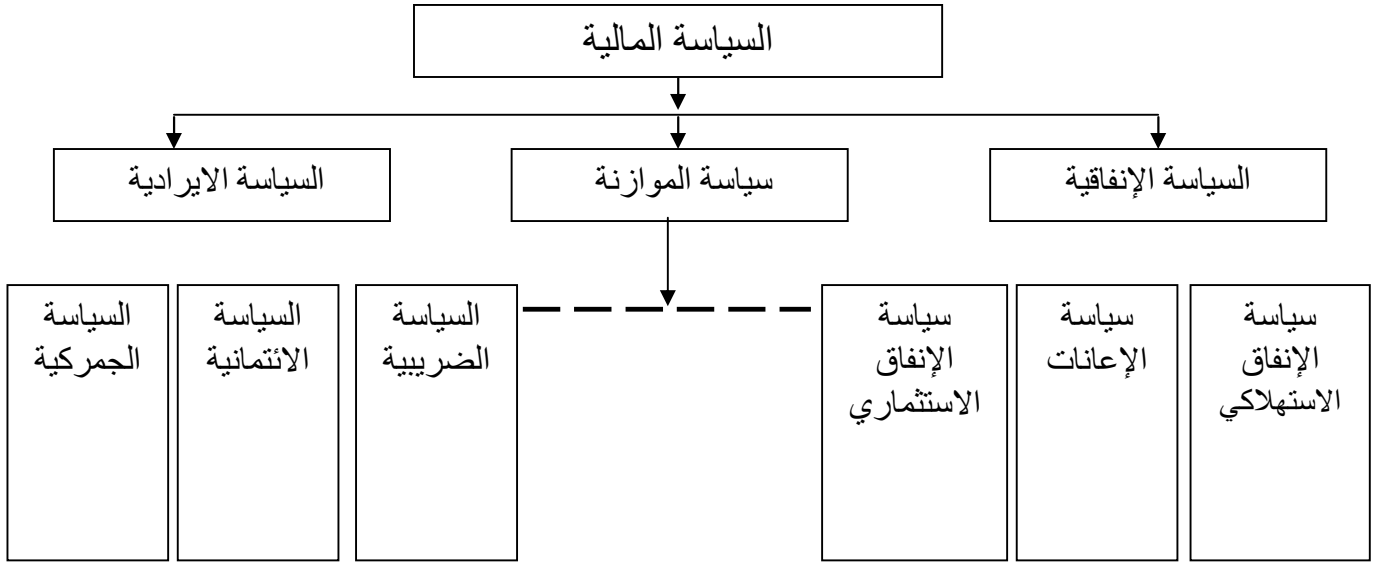 السياسة المالية
السياسة الإنفاقية
سياسة الموازنة
السياسة الايرادية
سياسة
الإنفاق
الاستهلاكي
سياسة
الإعانات
سياسة
الإنفاق
الاستثماري
السياسة
الضريبية
السياسة
الائتمانية
السياسة
الجمركية